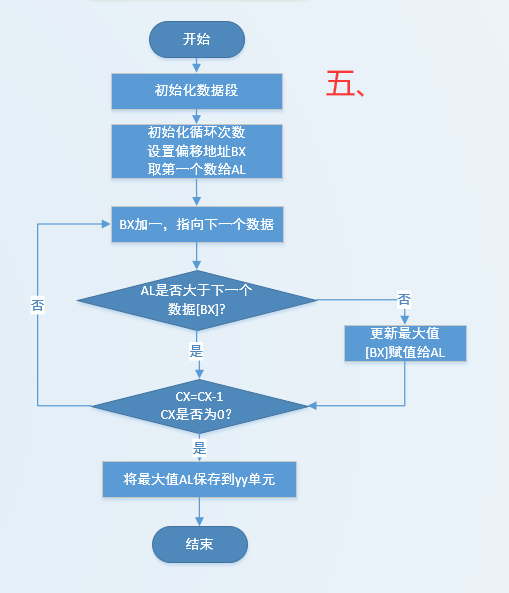 开始
五、
初始化数据段
初始化循环次数
设置偏移地址BX
取第一个数给AL
BX加一，指向下一个数据
AL是否大于下一个
数据[BX]?
否
否
更新最大值
[BX]赋值给AL
是
CX=CX-1
CX是否为0?
是
将最大值AL保存到yy单元
结束